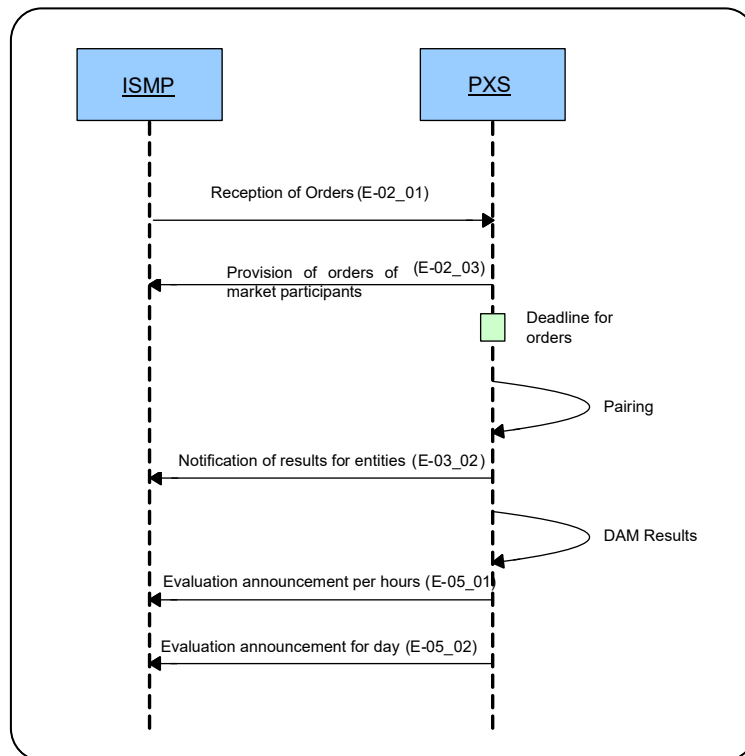 ISMP
PXS
Reception of Orders (E-02_01)
Provision of orders of (E-02_03)
market participants
Deadline for
orders
Pairing
Notification of results for entities (E-03_02)
DAM Results
Evaluation announcement per hours (E-05_01)
Evaluation announcement for day (E-05_02)